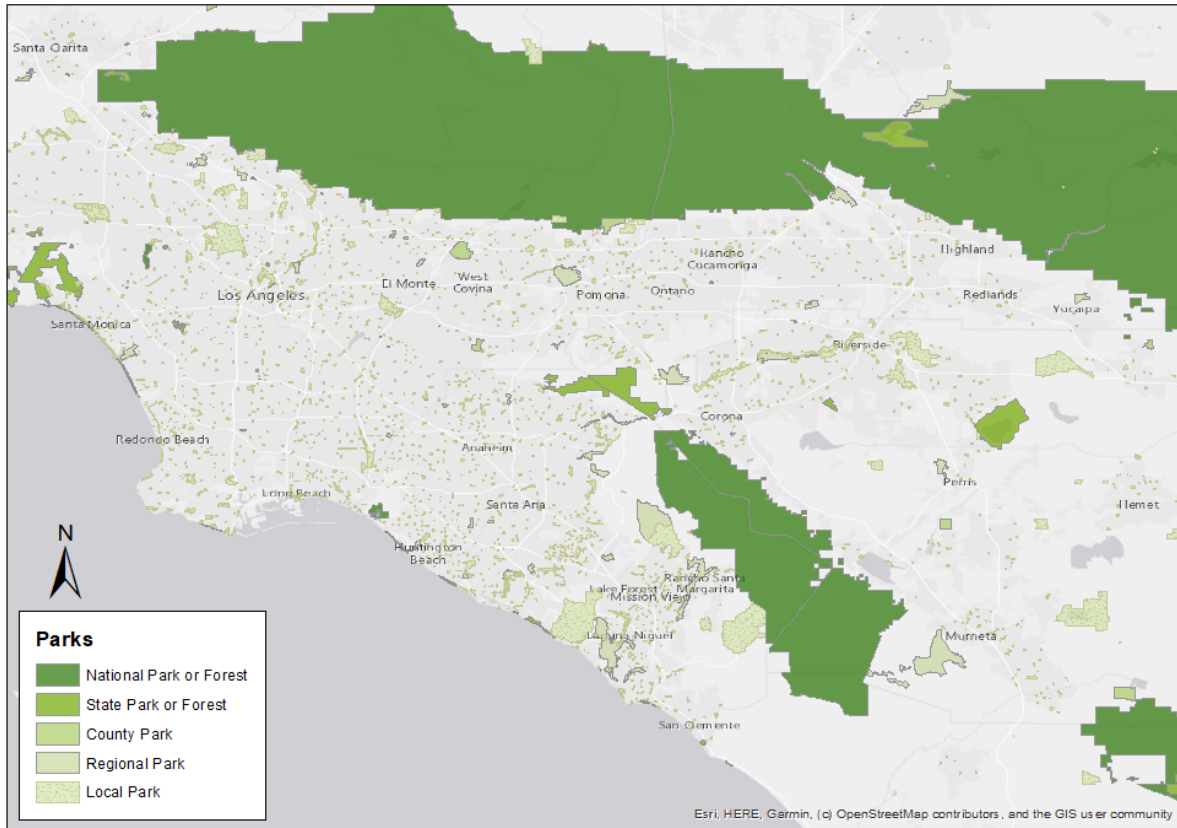 Santa Clarita
Highland
Rancho
Cucamonga
El Monte
West
Covina
Los Angeles
Pomona
Ontario
Redlands
Yucaipa
Santa Monica
Riverside
Redondo Beach
Anaheim
Corona
Long Beach
Santa Ana
Perris
Hemet
Huntington
Beach
Lake Forest
Rancho Santa
Margarita
Mission Viejo
Laguna Niguel
Murrieta
San Clemente
N
Parks
National Park or Forest
State Park or Forest
County Park
Regional Park
Local Park
Esri, HERE, Garmin, (c) OpenStreetMap contributors, and the GIS user community